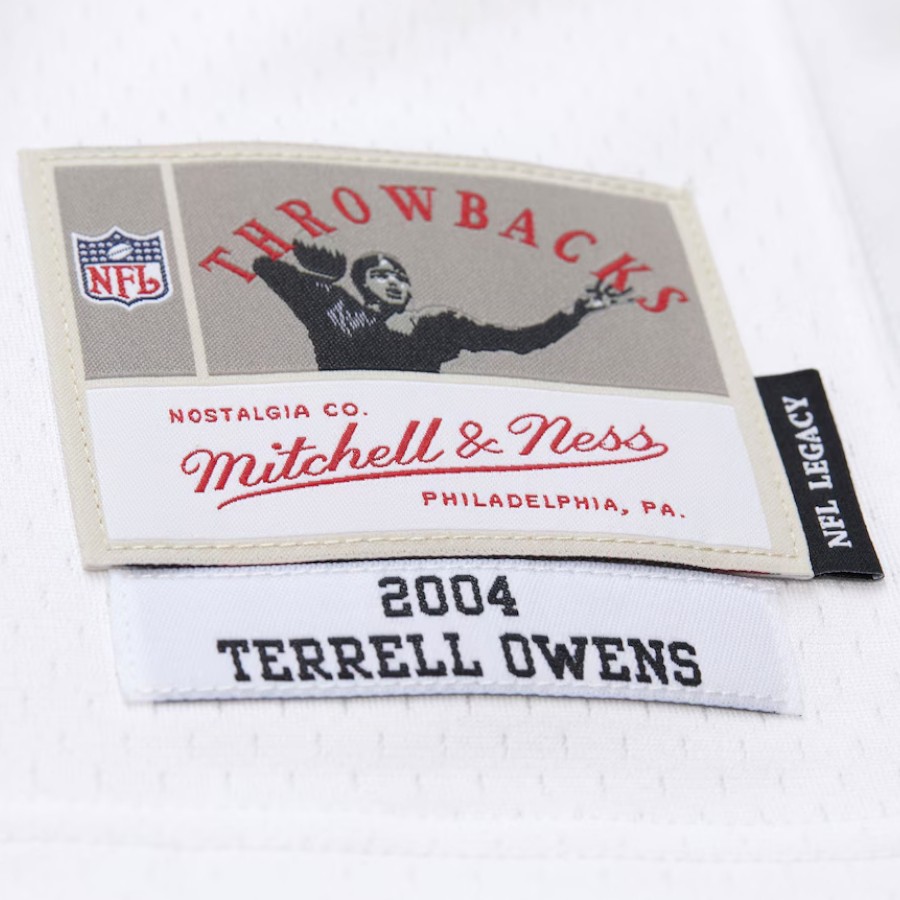 THROWBACKS
NFL
NOSTALGIA CO.
Mitchell & Ness
PHILADELPHIA, PA.
NFL LEGACY
2004
TERRELL OWENS